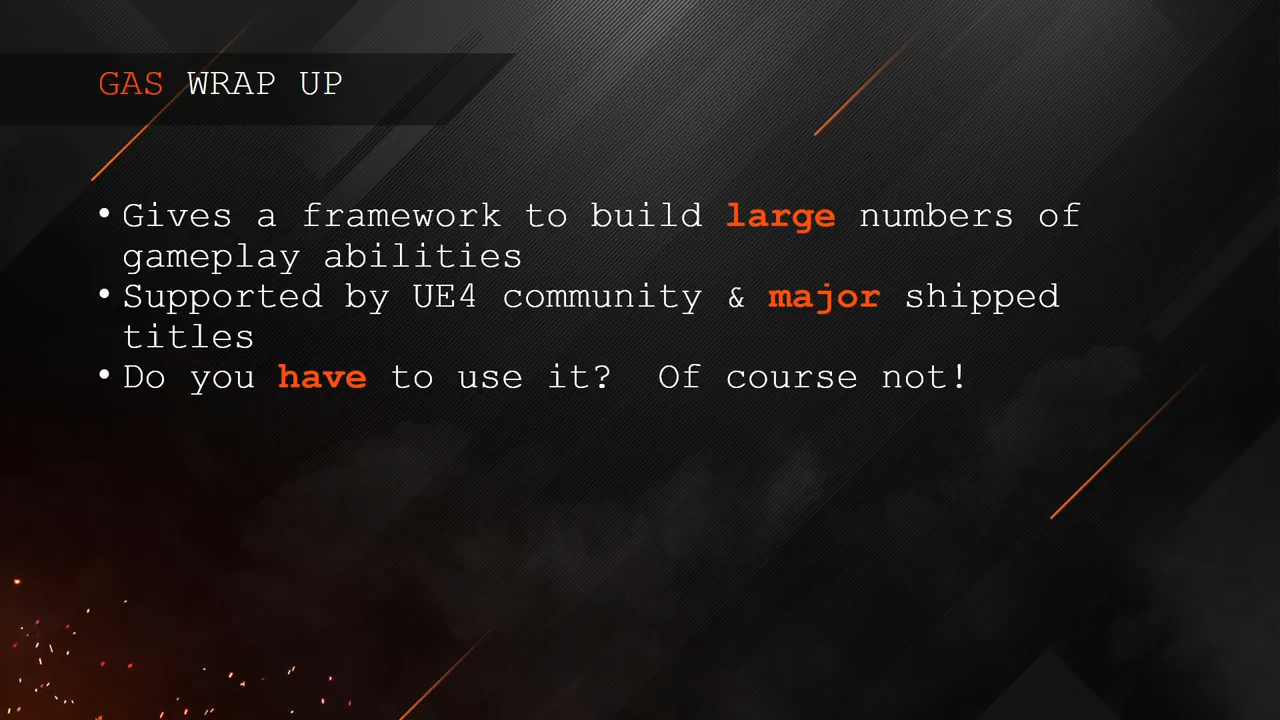 GAS WRAP UP
• Gives a framework to build large numbers of
gameplay abilities
• Supported by UE4 community & major shipped
titles
• Do you have to use it?  Of course not!